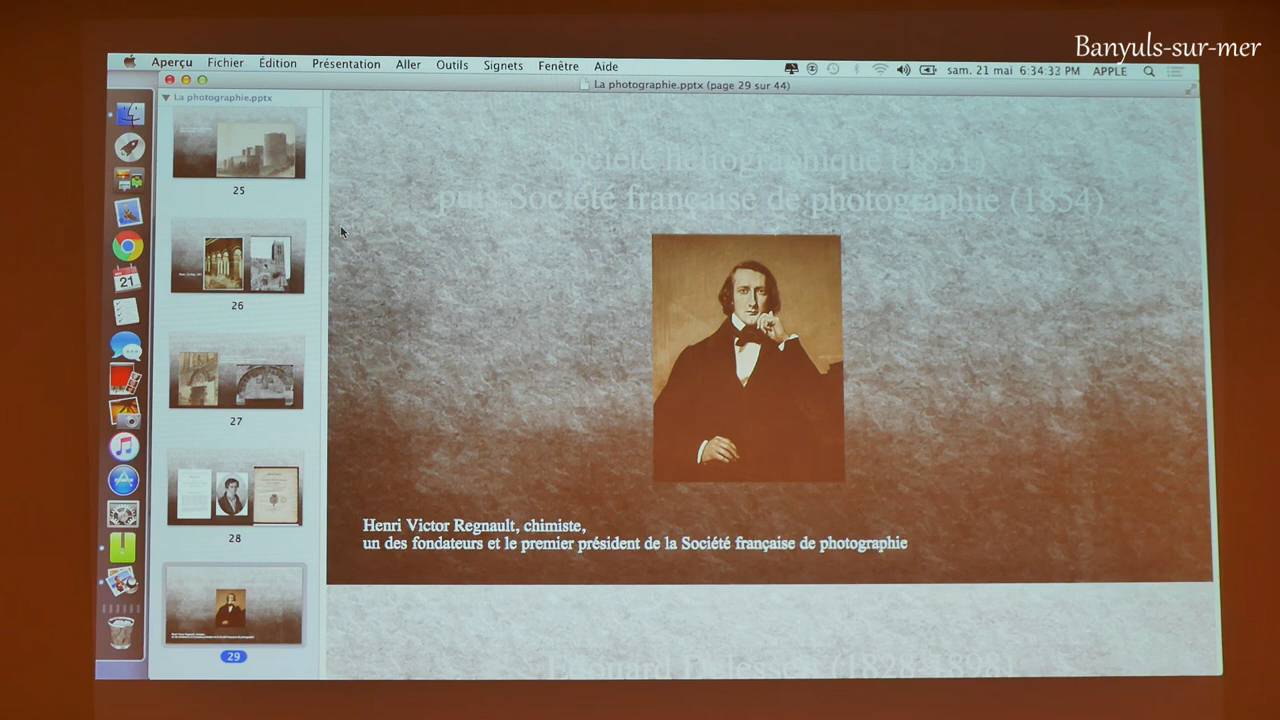 Banyuls-sur-mer
Aperçu Fichier Édition Présentation Aller Outils Signets Fenêtre Aide
sam. 21 mai 6:34:33 PM APPLE
La photographie.pptx (page 29 sur 44)
La photographie.pptx
25
26
27
28
29
21
Société héliographique (1851)
puis Société française de photographie (1854)
Henri Victor Regnault, chimiste,
un des fondateurs et le premier président de la Société française de photographie
(1828-1898)